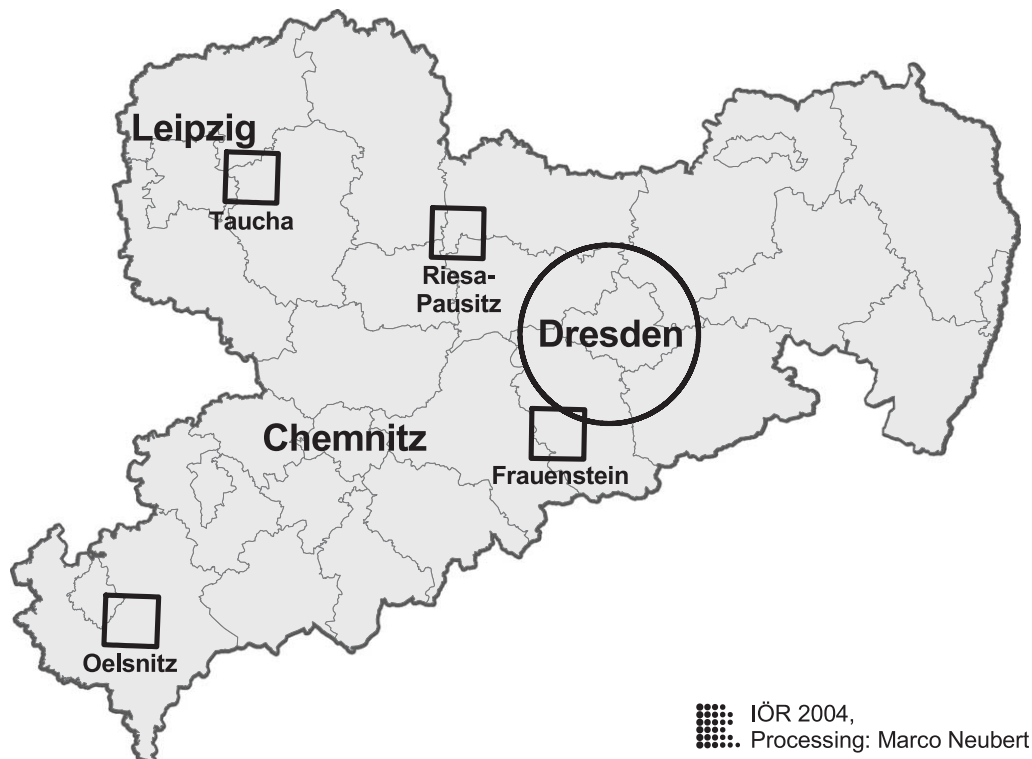 Leipzig
Taucha
Riesa-
Pausitz
Dresden
Chemnitz
Frauenstein
Oelsnitz
IÖR 2004,
Processing: Marco Neubert